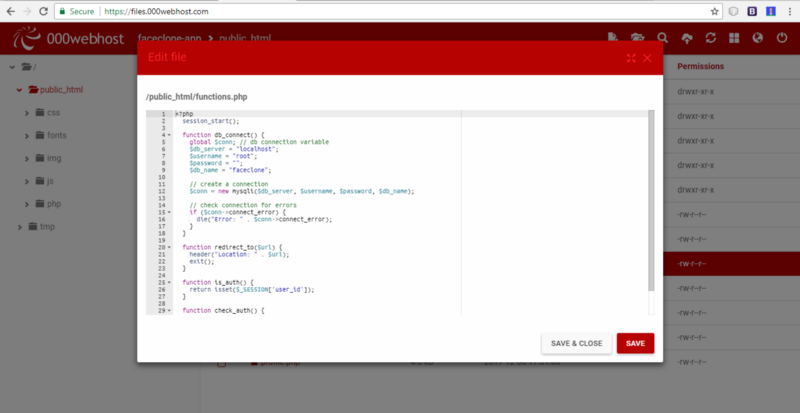 Secure https://files.000webhost.com
000webhost faceclone-app > public_html
/
public_html
css
fonts
img
js
php
tmp
Edit file
/public_html/functions.php
1 <?php
2 session_start();
3
4 function db_connect() {
5 global $conn; // db connection variable
6 $db_server = "localhost";
7 $username = "root";
8 $password = "";
9 $db_name = "faceclone";
10
11 // create a connection
12 $conn = new mysqli($db_server, $username, $password, $db_name);
13
14 // check connection for errors
15 if ($conn->connect_error) {
16 die("Error: " . $conn->connect_error);
17 }
18 }
19
20 function redirect_to($url) {
21 header("Location: " . $url);
22 exit();
23 }
24
25 function is_auth() {
26 return isset($_SESSION['user_id']);
27 }
28
29 function check_auth() {
SAVE & CLOSE SAVE
Permissions
drwxr-xr-x
drwxr-xr-x
drwxr-xr-x
drwxr-xr-x
drwxr-xr-x
-rw-r--r--
-rw-r--r--
-rw-r--r--
-rw-r--r--
-rw-r--r--
-rw-r--r--
-rw-r--r--